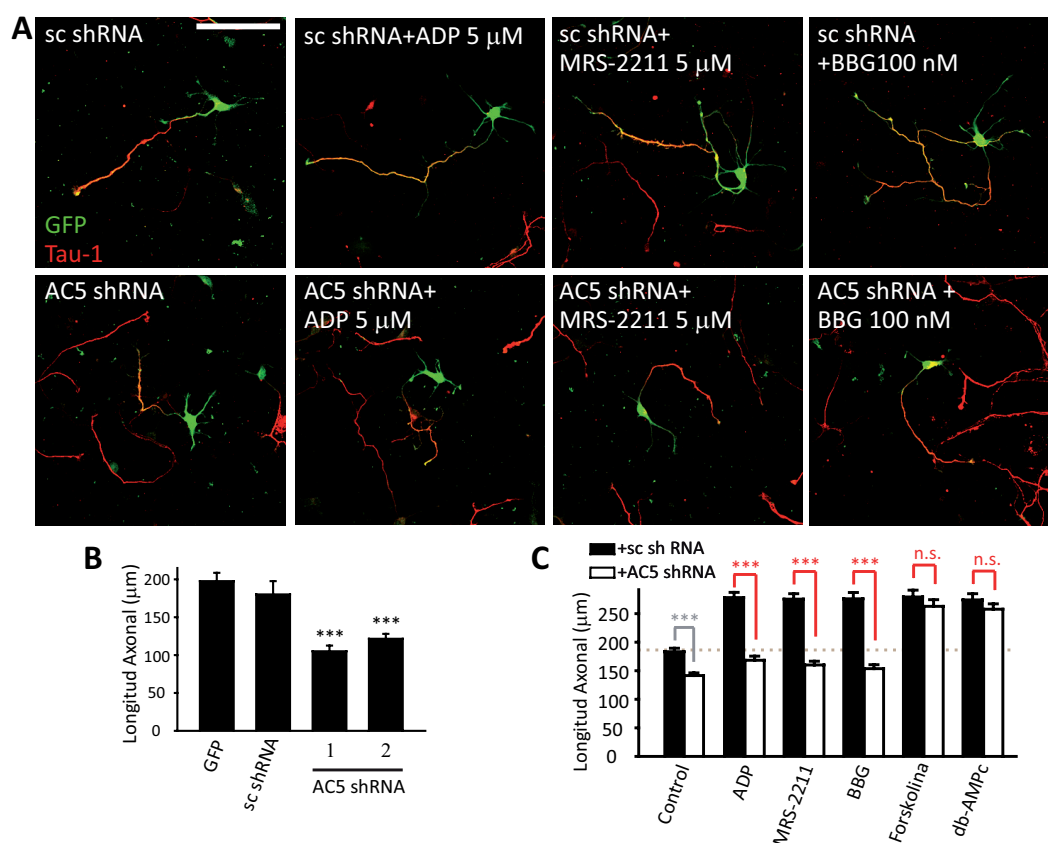 A
sc shRNA
GFP
Tau-1
sc shRNA+ADP 5 μM
sc shRNA+
MRS-2211 5 μM
sc shRNA
+BBG100 nM
AC5 shRNA
AC5 shRNA+
ADP 5 μM
AC5 shRNA+
MRS-2211 5 μM
AC5 shRNA +
BBG 100 nM
B
Longitud Axonal (μm)
200
150
100
50
0
***
***
GFP
sc shRNA
1
2
AC5 shRNA
C
+sc sh RNA
+AC5 shRNA
Longitud Axonal (μm)
250
200
150
100
50
0
***
***
***
***
n.s.
n.s.
Control
ADP
MRS-2211
BBG
Forskolina
db-AMPc